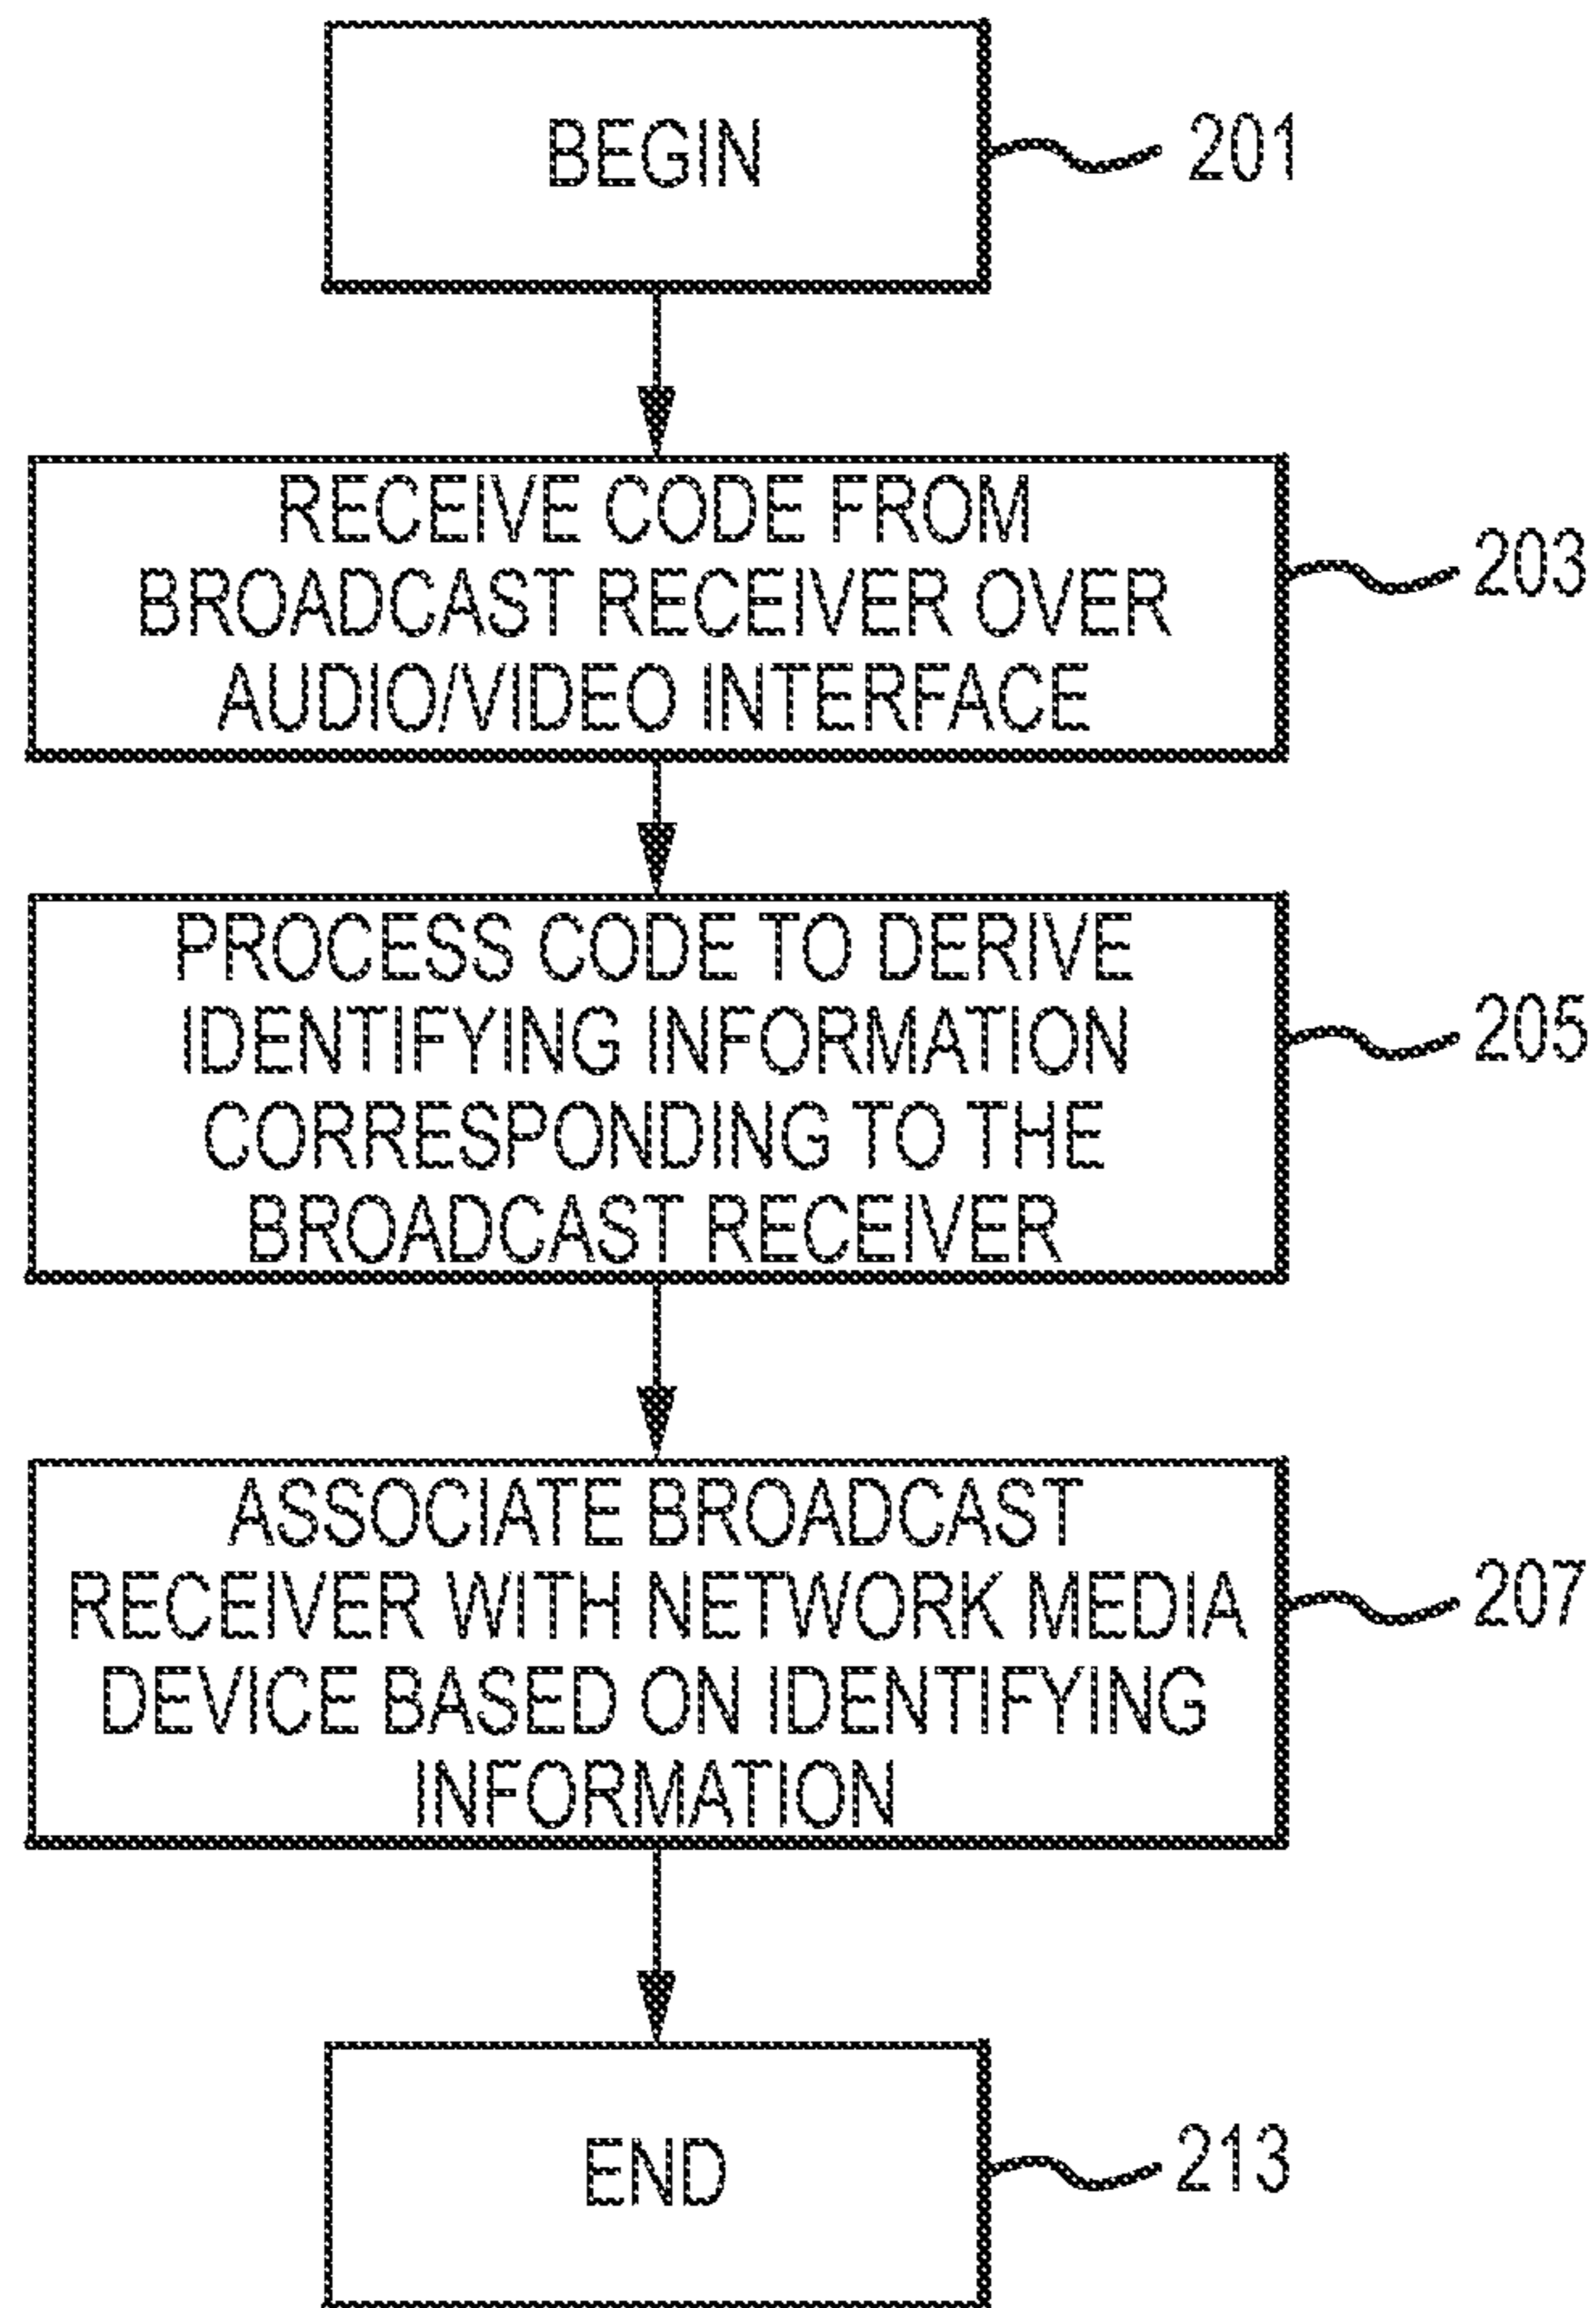 BEGIN
201
RECEIVE CODE FROM
BROADCAST RECEIVER OVER
AUDIO/VIDEO INTERFACE
203
PROCESS CODE TO DERIVE
IDENTIFYING INFORMATION
CORRESPONDING TO THE
BROADCAST RECEIVER
205
ASSOCIATE BROADCAST
RECEIVER WITH NETWORK MEDIA
DEVICE BASED ON IDENTIFYING
INFORMATION
207
END
213